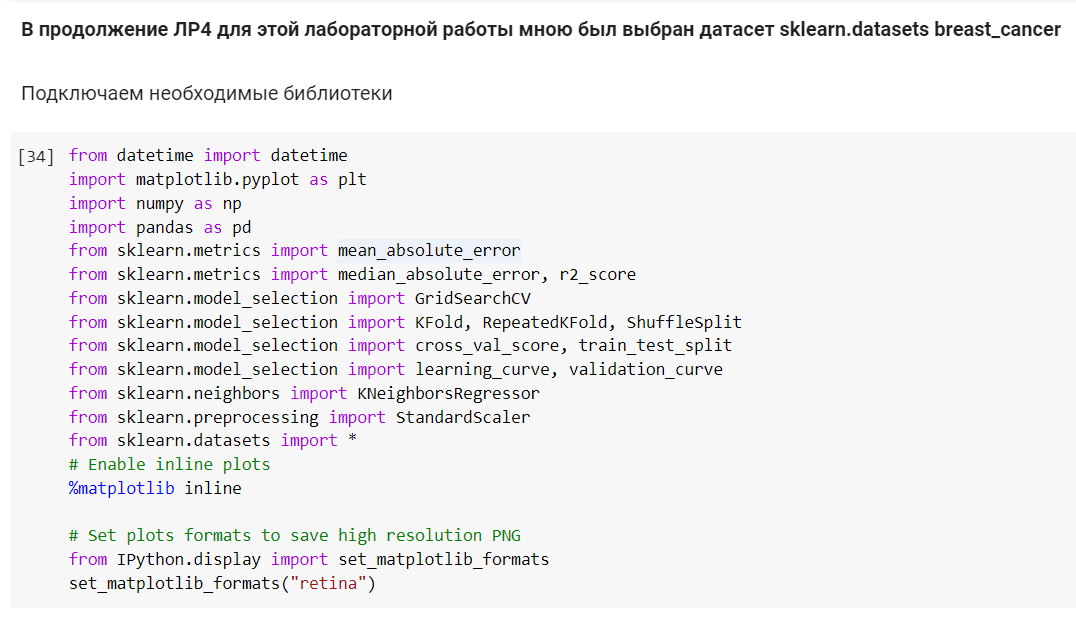 В продолжение ЛР4 для этой лабораторной работы мною был выбран датасет sklearn.datasets breast_cancer
Подключаем необходимые библиотеки
[34] from datetime import datetime
import matplotlib.pyplot as plt
import numpy as np
import pandas as pd
from sklearn.metrics import mean_absolute_error
from sklearn.metrics import median_absolute_error, r2_score
from sklearn.model_selection import GridSearchCV
from sklearn.model_selection import KFold, RepeatedKFold, ShuffleSplit
from sklearn.model_selection import cross_val_score, train_test_split
from sklearn.model_selection import learning_curve, validation_curve
from sklearn.neighbors import KNeighborsRegressor
from sklearn.preprocessing import StandardScaler
from sklearn.datasets import *
# Enable inline plots
%matplotlib inline
# Set plots formats to save high resolution PNG
from IPython.display import set_matplotlib_formats
set_matplotlib_formats("retina")